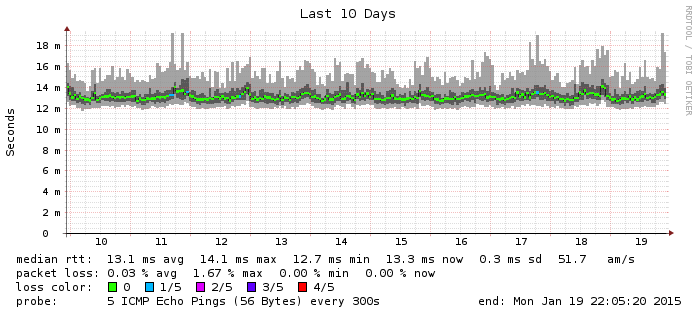 Last 10 Days
RRDTOOL / TOBI OETIKER
Seconds
18 m
16 m
14 m
12 m
10 m
8 m
6 m
4 m
2 m
0
10 11 12 13 14 15 16 17 18 19
median rtt: 13.1 ms avg 14.1 ms max 12.7 ms min 13.3 ms now 0.3 ms sd 51.7 am/s
packet loss: 0.03 % avg 1.67 % max 0.00 % min 0.00 % now
loss color: 0 1/5 2/5 3/5 4/5
probe: 5 ICMP Echo Pings (56 Bytes) every 300s end: Mon Jan 19 22:05:20 2015